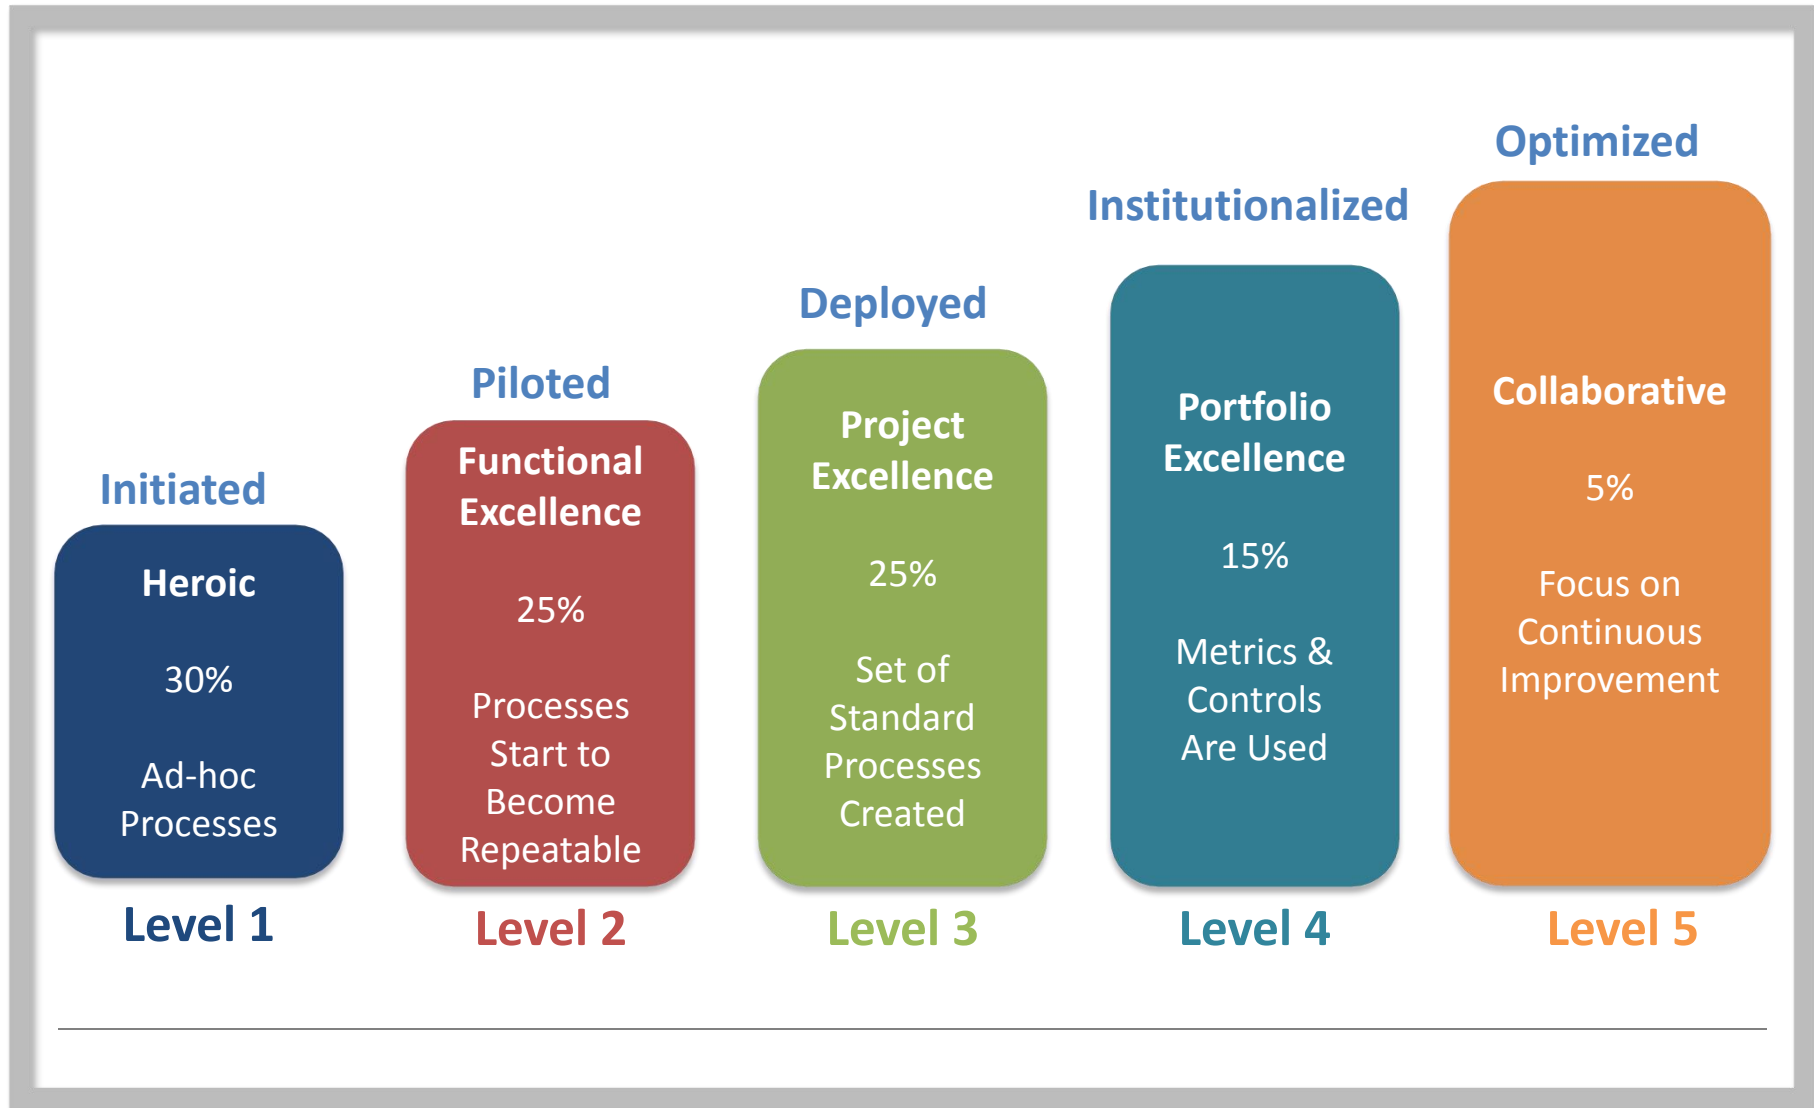 Initiated
Heroic
30%
Ad-hoc
Processes
Level 1
Piloted
Functional
Excellence
25%
Processes
Start to
Become
Repeatable
Level 2
Deployed
Project
Excellence
25%
Set of
Standard
Processes
Created
Level 3
Institutionalized
Portfolio
Excellence
15%
Metrics &
Controls
Are Used
Level 4
Optimized
Collaborative
5%
Focus on
Continuous
Improvement
Level 5